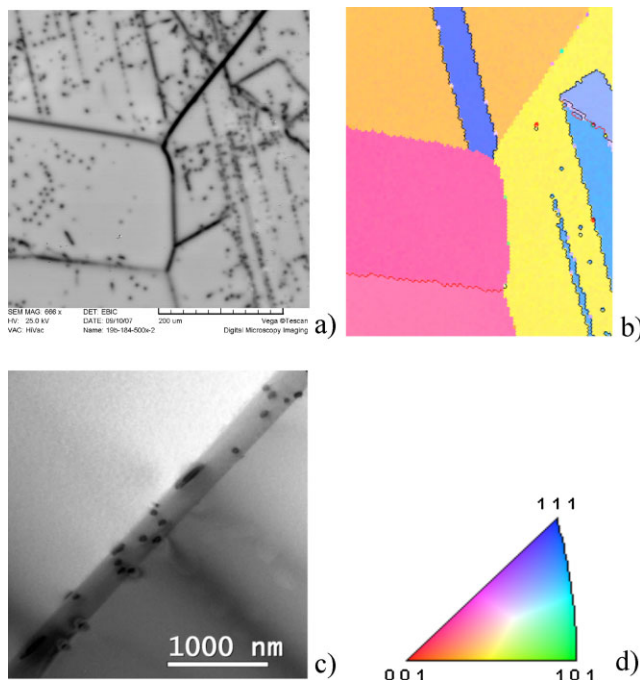 SEM MAG: 666 x DET: EBIC
HV: 25.0 kV DATE: 09/10/07 200 um Vega ©Tescan
VAC: HiVac Name: 19b-184-500x-2 Digital Microscopy Imaging
a)
b)
1000 nm
c)
1 1 1
0 0 1
1 0 1
d)